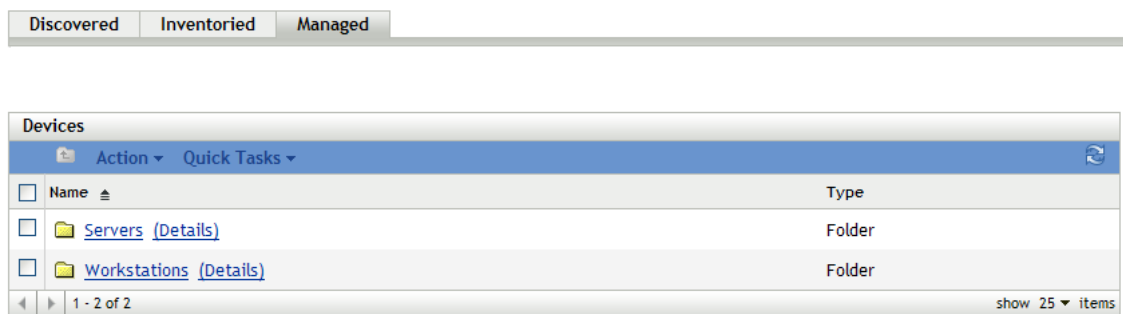 Discovered Inventoried Managed
Devices
Action Quick Tasks
Name Type
Servers (Details) Folder
Workstations (Details) Folder
1 - 2 of 2 show 25 items